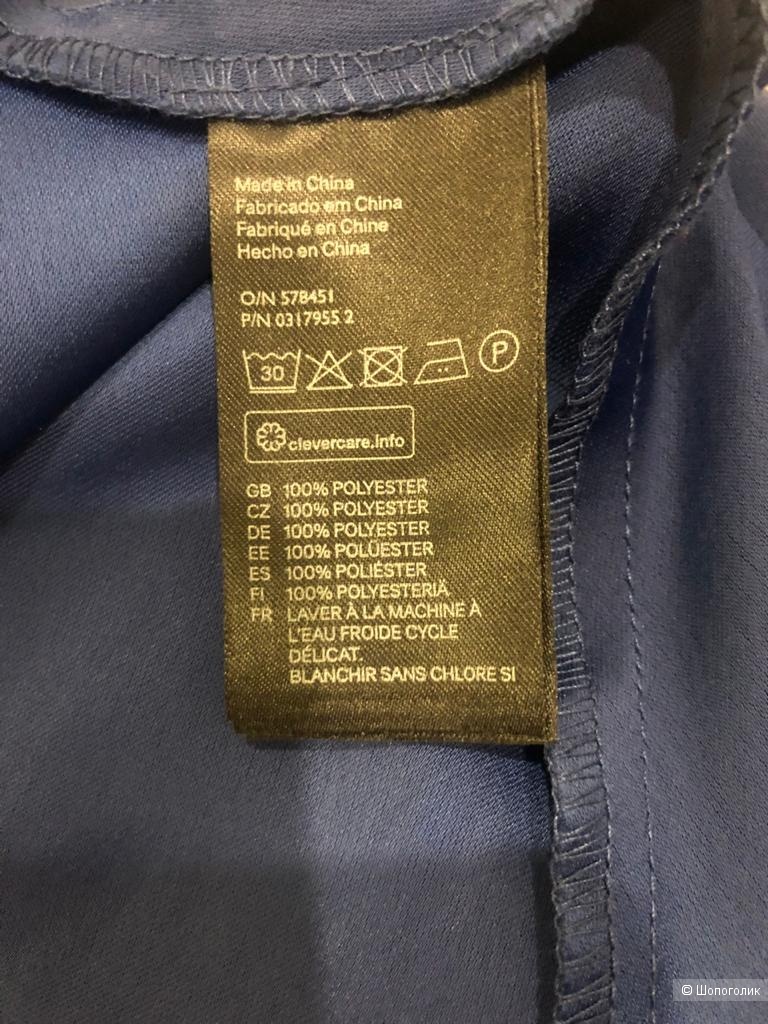 Made in China
Fabricado em China
Fabriqué en Chine
Hecho en China
O/N 578451
P/N 0317955 2
30
P
clevercare.info
GB 100% POLYESTER
CZ 100% POLYESTER
DE 100% POLYESTER
EE 100% POLÜESTER
ES 100% POLIÉSTER
FI 100% POLYESTERIÄ
FR LAVER À LA MACHINE À
L'EAU FROIDE CYCLE
DÉLICAT.
BLANCHIR SANS CHLORE SI
© Шопоголик